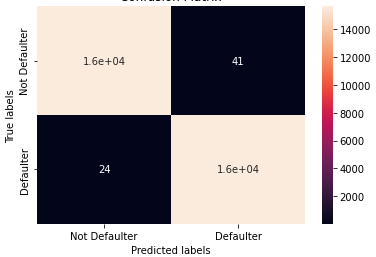 Confusion Matrix
True labels
Not Defaulter
Defaulter
1.6e+04
41
24
1.6e+04
Not Defaulter
Defaulter
Predicted labels
14000
12000
10000
8000
6000
4000
2000